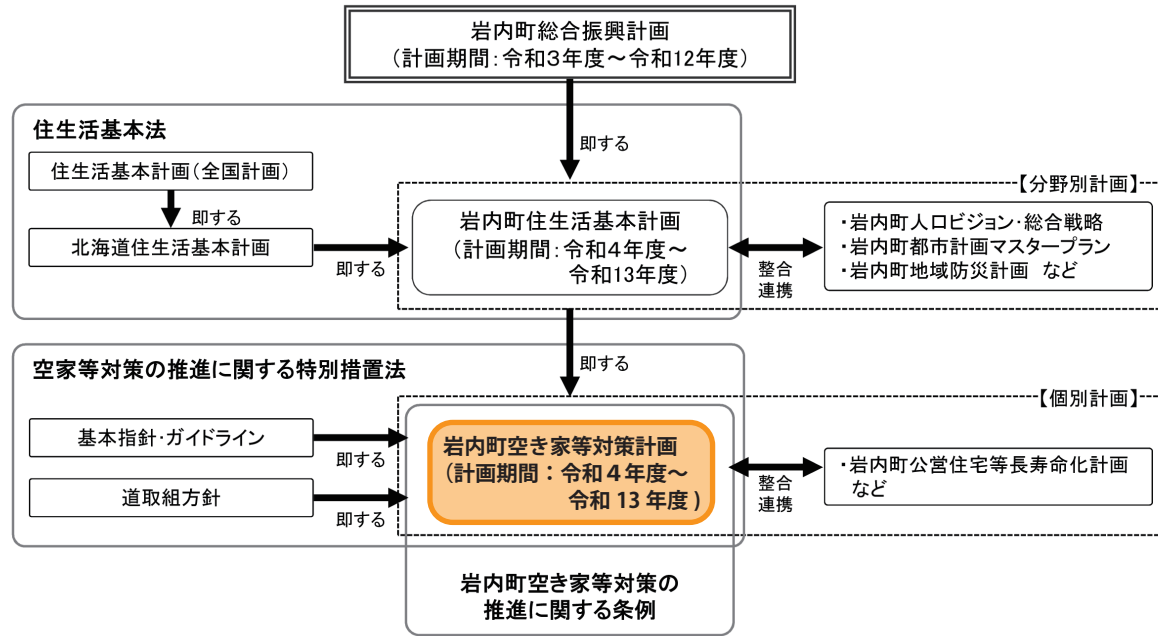 岩内町総合振興計画
（計画期間：令和３年度～令和12年度）
即する
住生活基本法
住生活基本計画（全国計画）
即する
北海道住生活基本計画
即する
【分野別計画】
岩内町住生活基本計画
（計画期間：令和４年度～
令和13年度）
整合
連携
・岩内町人口ビジョン・総合戦略
・岩内町都市計画マスタープラン
・岩内町地域防災計画　など
即する
空家等対策の推進に関する特別措置法
【個別計画】
基本指針・ガイドライン
即する
道取組方針
即する
岩内町空き家等対策計画
（計画期間：令和４年度～
令和 13 年度 )
整合
連携
・岩内町公営住宅等長寿命化計画
など
岩内町空き家等対策の
推進に関する条例